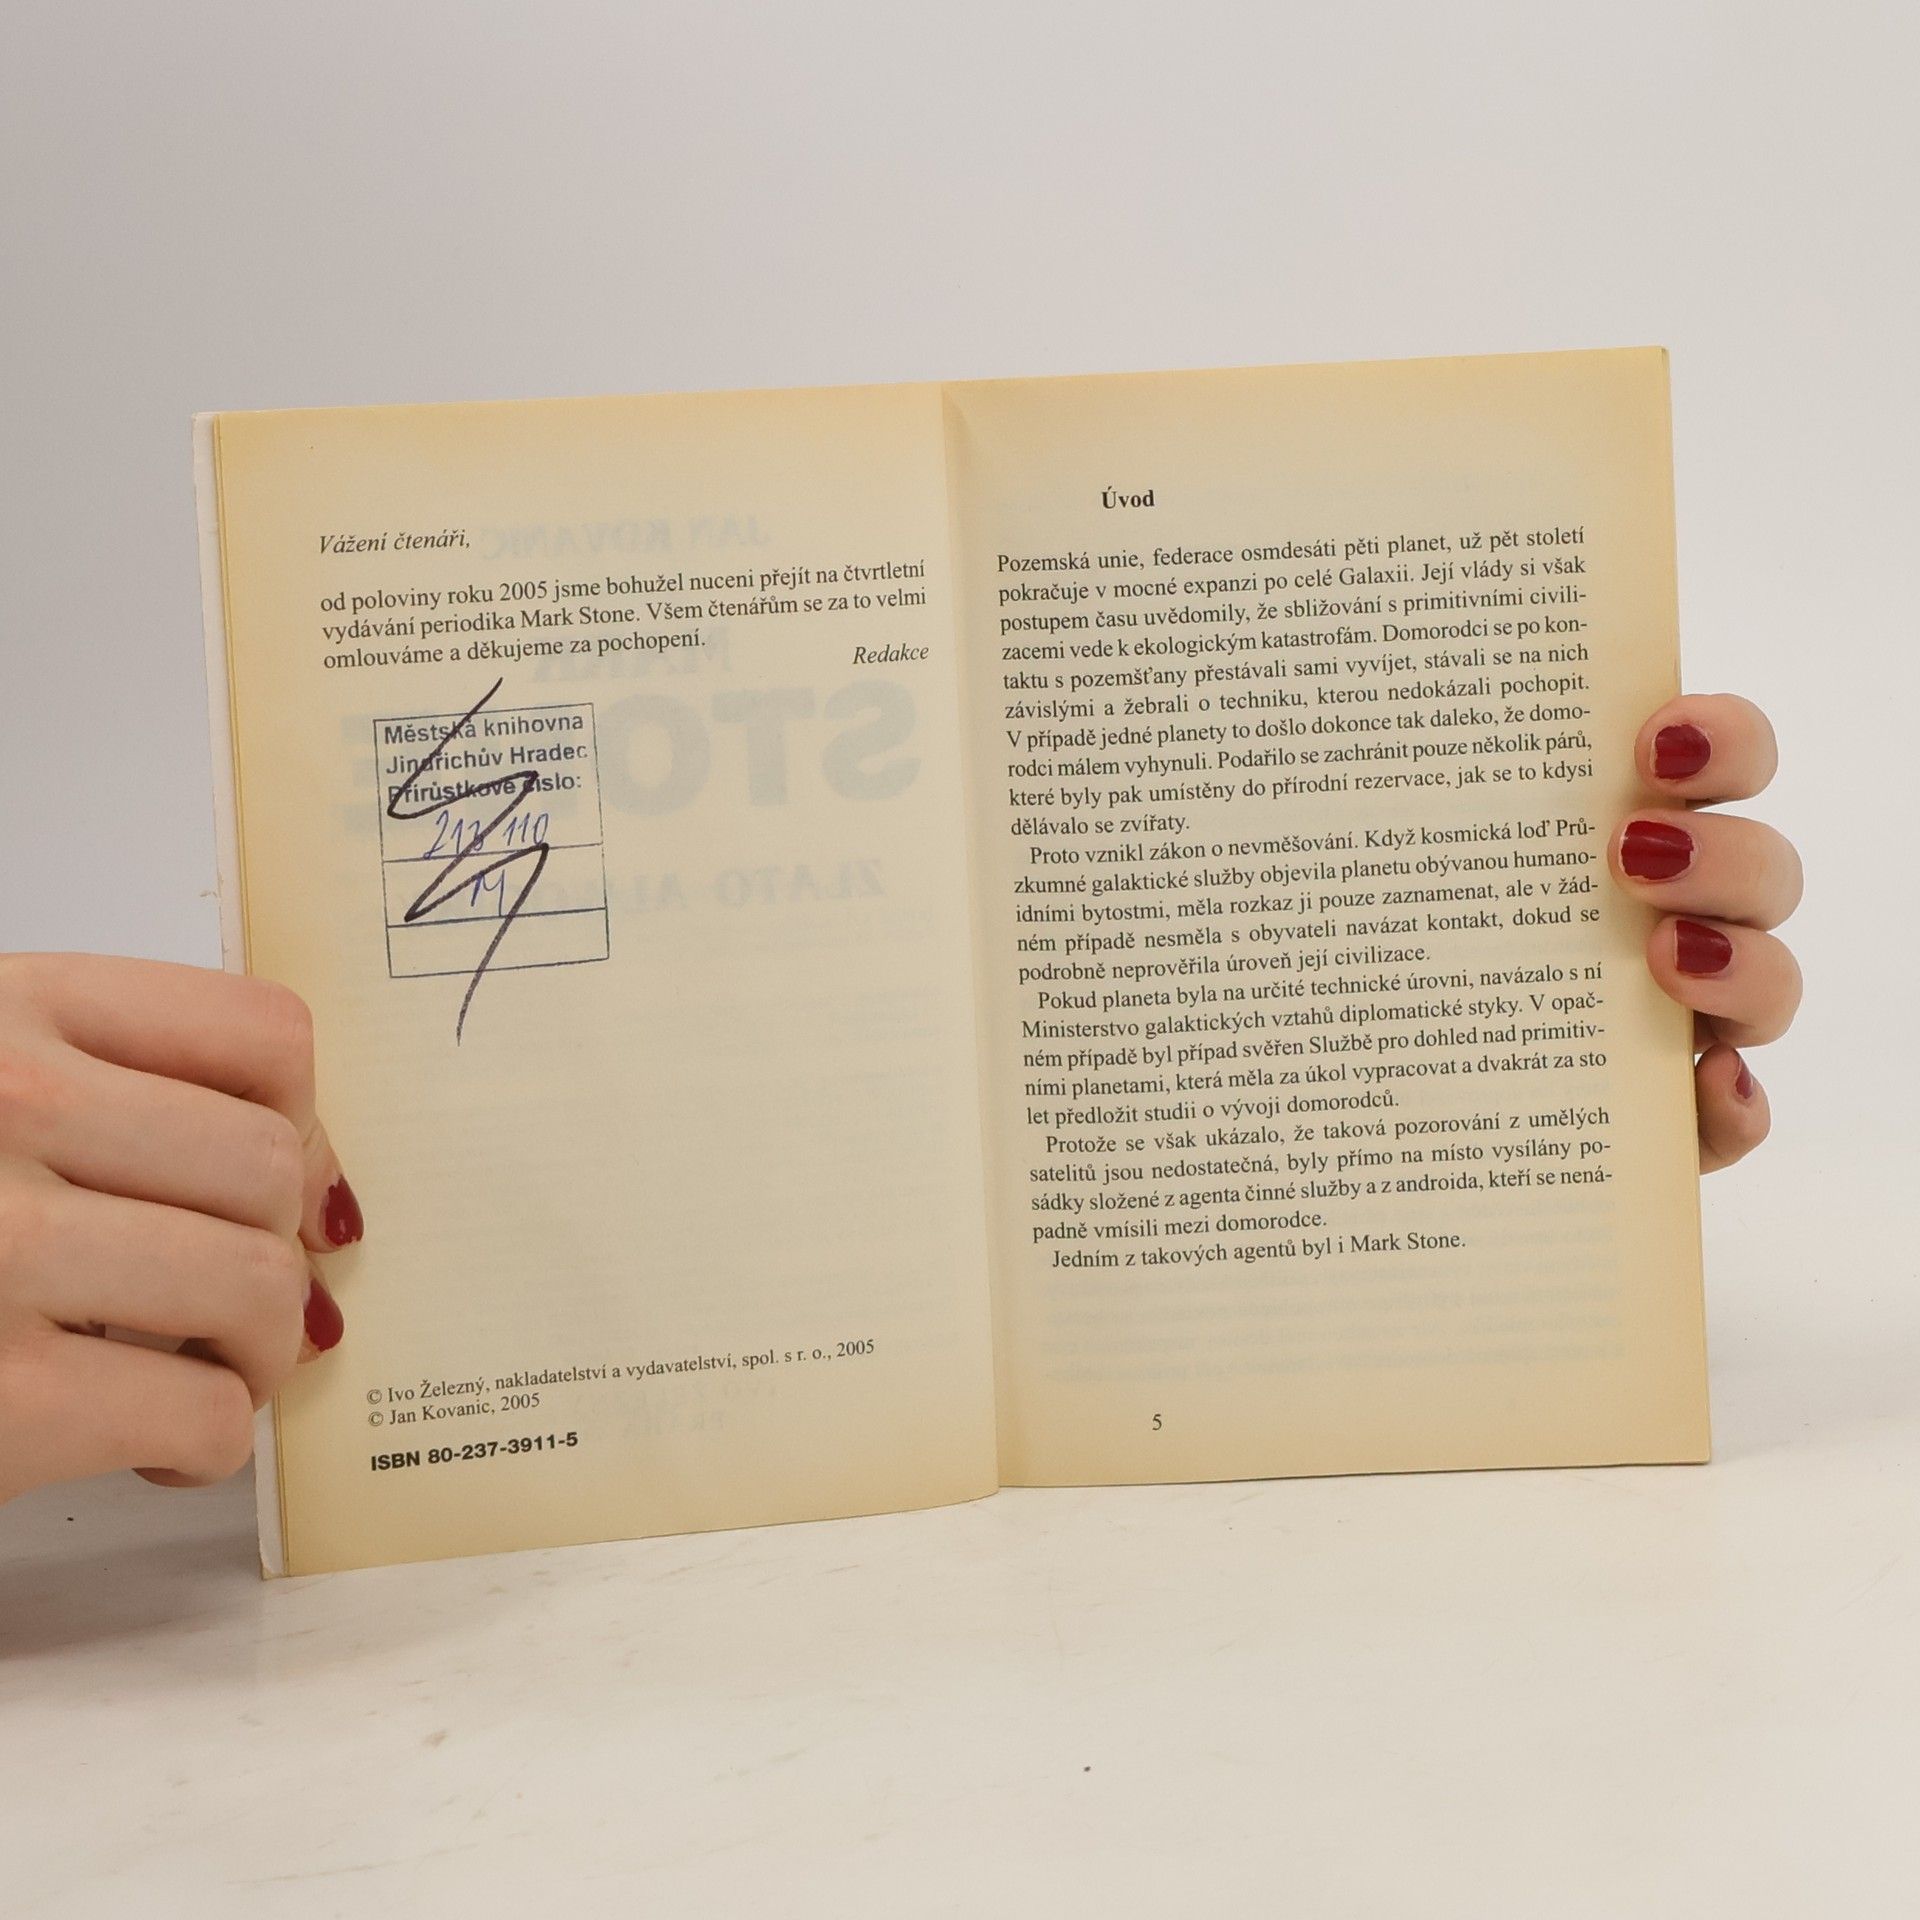 Vážení čtenáři,
od poloviny roku 2005 jsme bohužel nuceni přejít na čtvrtletní
vydávání periodika Mark Stone. Všem čtenářům se za to velmi
omlouváme a děkujeme za pochopení.
Redakce
Městská knihovna
Jindřichův Hradec
Přírůstkové číslo:
213 110
© Ivo Železný, nakladatelství a vydavatelství, spol. s r. o., 2005
© Jan Kovanic, 2005
ISBN 80-237-3911-5
Úvod
Pozemská unie, federace osmdesáti pěti planet, už pět století
pokračuje v mocné expanzi po celé Galaxii. Její vlády si však
postupem času uvědomily, že sbližování s primitivními civili-
zacemi vede k ekologickým katastrofám. Domorodci se po kon-
taktu s pozemšťany přestávali sami vyvíjet, stávali se na nich
závislými a žebrali o techniku, kterou nedokázali pochopit.
V případě jedné planety to došlo dokonce tak daleko, že domo-
rodci málem vyhynuli. Podařilo se zachránit pouze několik párů,
které byly pak umístěny do přírodní rezervace, jak se to kdysi
dělávalo se zvířaty.
Proto vznikl zákon o nevměšování. Když kosmická loď Prů-
zkumné galaktické služby objevila planetu obývanou humano-
idními bytostmi, měla rozkaz ji pouze zaznamenat, ale v žád-
ném případě nesměla s obyvateli navázat kontakt, dokud se
podrobně neprověřila úroveň její civilizace.
Pokud planeta byla na určité technické úrovni, navázalo s ní
Ministerstvo galaktických vztahů diplomatické styky. V opač-
ném případě byl případ svěřen Službě pro dohled nad primitiv-
ními planetami, která měla za úkol vypracovat a dvakrát za sto
let předložit studii o vývoji domorodců.
Protože se však ukázalo, že taková pozorování z umělých
satelitů jsou nedostatečná, byly přímo na místo vysílány po-
sádky složené z agenta činné služby a z androida, kteří se nená-
padně vmísili mezi domorodce.
Jedním z takových agentů byl i Mark Stone.
5